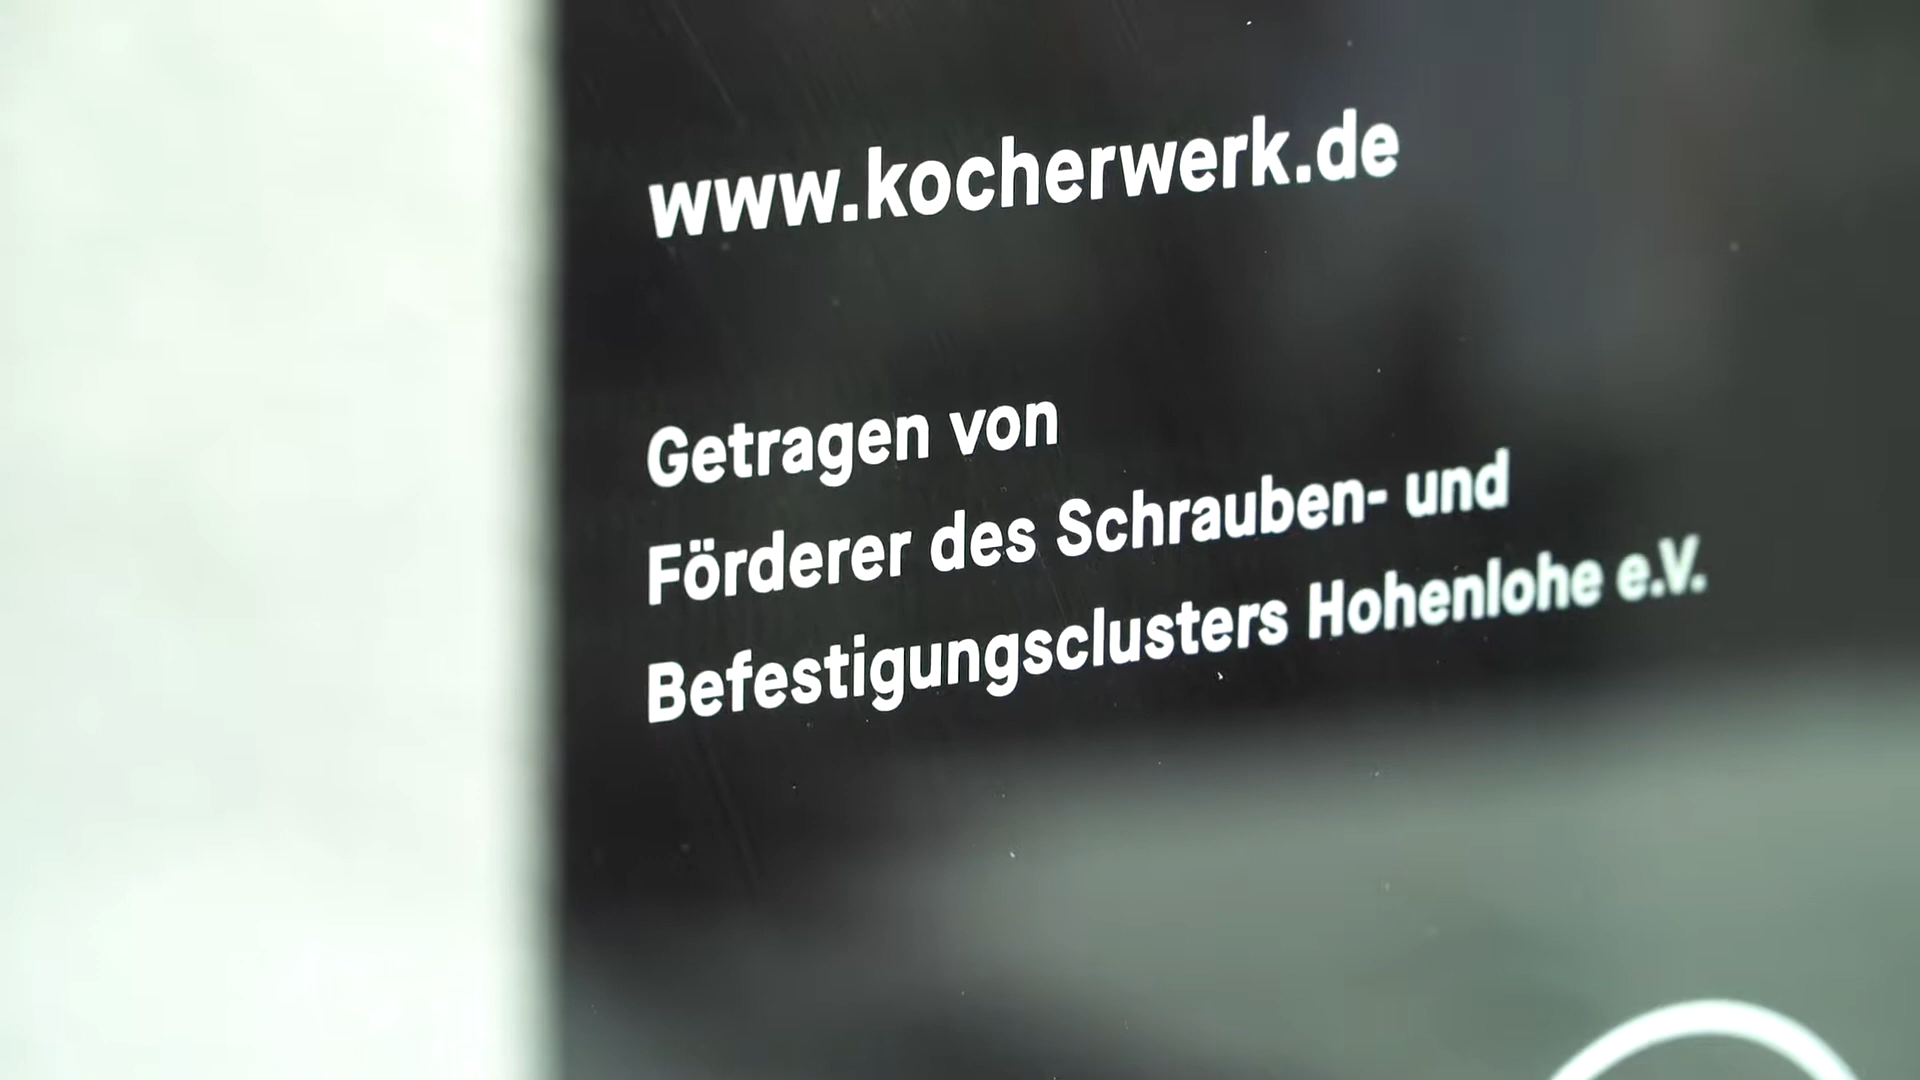 www.kocherwerk.de
Getragen von
Förderer des Schrauben- und
Befestigungsclusters Hohenlohe e.V.